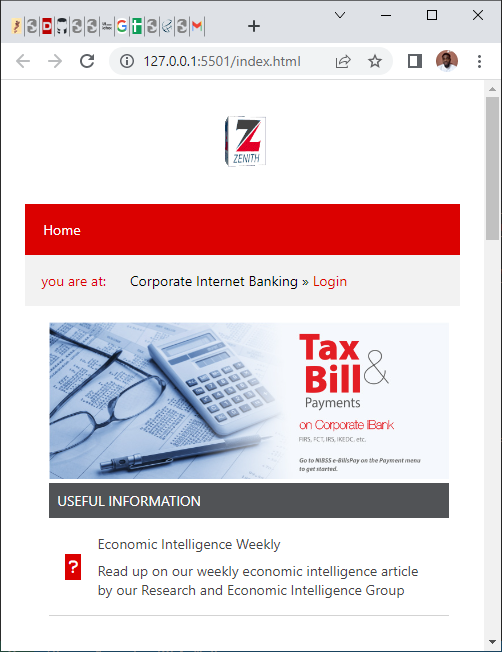 127.0.0.1:5501/index.html
ZENITH
Home
you are at: Corporate Internet Banking » Login
Tax &
Bill
Payments
on Corporate iBank
FIRS, FCT, IRS, IKEDC. etc.
Go to NIBSS e-BillsPay on the Payment menu
to get started.
USEFUL INFORMATION
?
Economic Intelligence Weekly
Read up on our weekly economic intelligence article
by our Research and Economic Intelligence Group